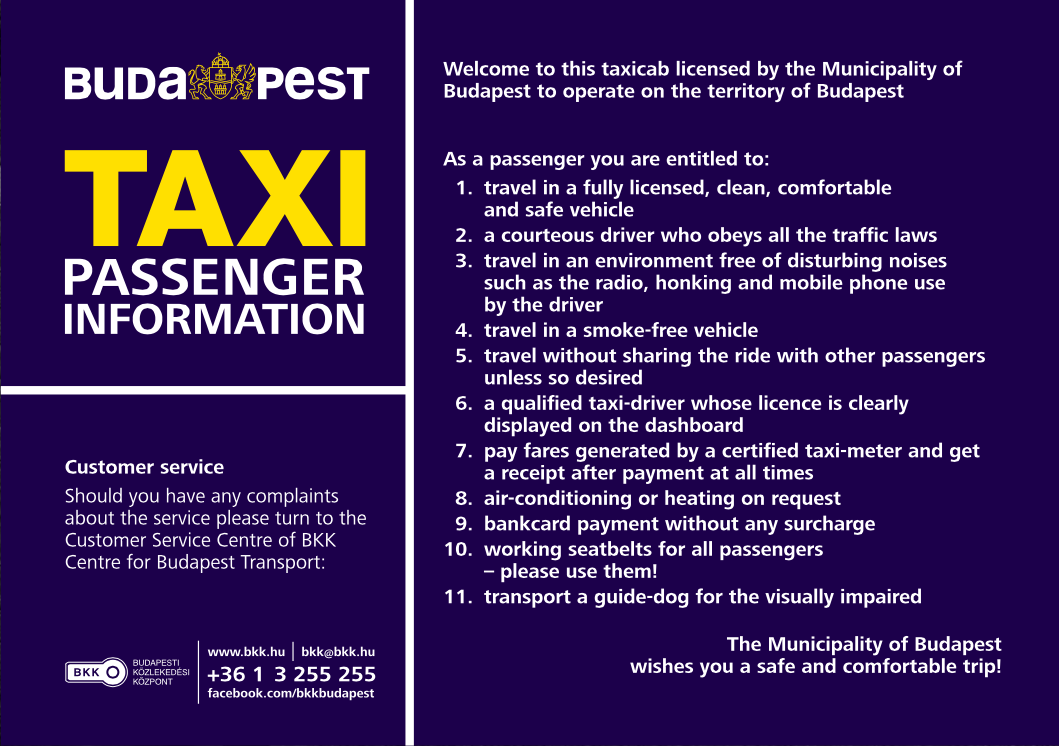 BUDAPEST
TAXI
PASSENGER
INFORMATION
Customer service
Should you have any complaints
about the service please turn to the
Customer Service Centre of BKK
Centre for Budapest Transport:
BKK
BUDAPESTI
KÖZLEKEDÉSI
KÖZPONT
www.bkk.hu | bkk@bkk.hu
+36 1 3 255 255
facebook.com/bkkbudapest
Welcome to this taxicab licensed by the Municipality of
Budapest to operate on the territory of Budapest
As a passenger you are entitled to:
1. travel in a fully licensed, clean, comfortable
and safe vehicle
2. a courteous driver who obeys all the traffic laws
3. travel in an environment free of disturbing noises
such as the radio, honking and mobile phone use
by the driver
4. travel in a smoke-free vehicle
5. travel without sharing the ride with other passengers
unless so desired
6. a qualified taxi-driver whose licence is clearly
displayed on the dashboard
7. pay fares generated by a certified taxi-meter and get
a receipt after payment at all times
8. air-conditioning or heating on request
9. bankcard payment without any surcharge
10. working seatbelts for all passengers
– please use them!
11. transport a guide-dog for the visually impaired
The Municipality of Budapest
wishes you a safe and comfortable trip!